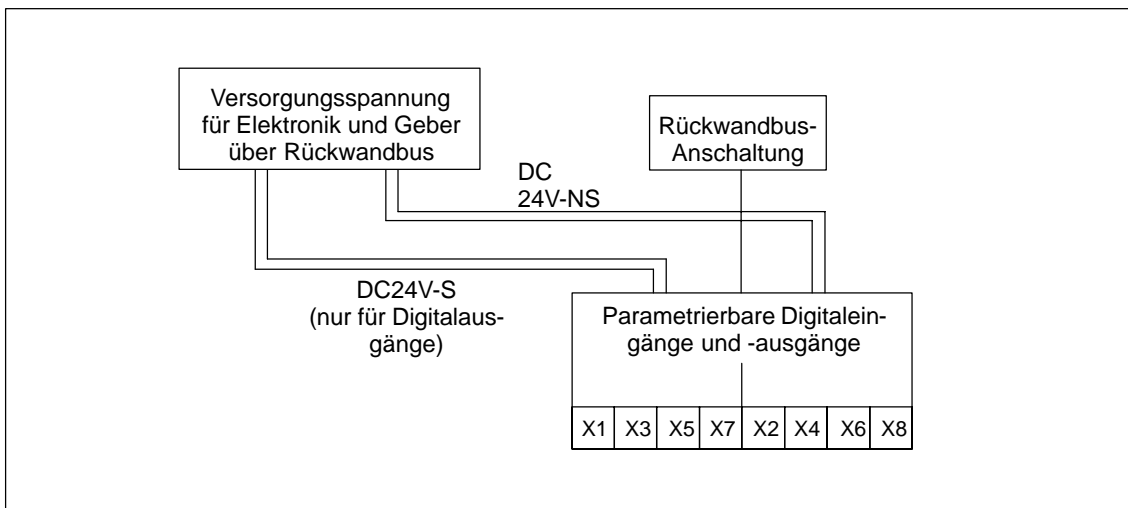 Versorgungsspannung
für Elektronik und Geber
über Rückwandbus
Rückwandbus-
Anschaltung
DC
24V-NS
DC24V-S
(nur für Digitalaus-
gänge)
Parametrierbare Digitalein-
gänge und -ausgänge
X1 X3 X5 X7 X2 X4 X6 X8